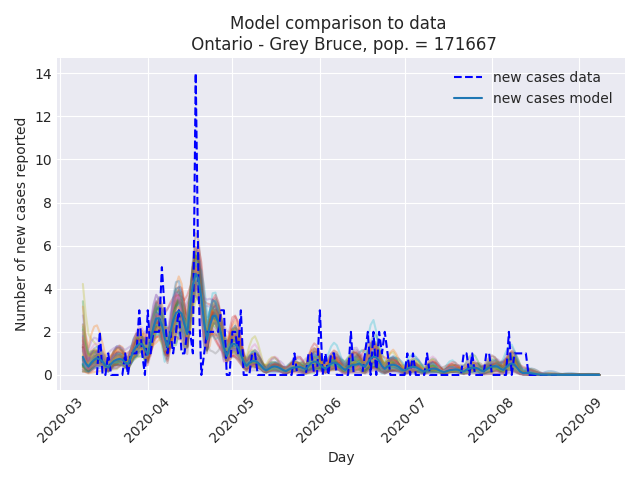 Model comparison to data
Ontario - Grey Bruce, pop. = 171667
new cases data
new cases model
Number of new cases reported
14
12
10
8
6
4
2
0
2020-03
2020-04
2020-05
2020-06
2020-07
2020-08
2020-09
Day